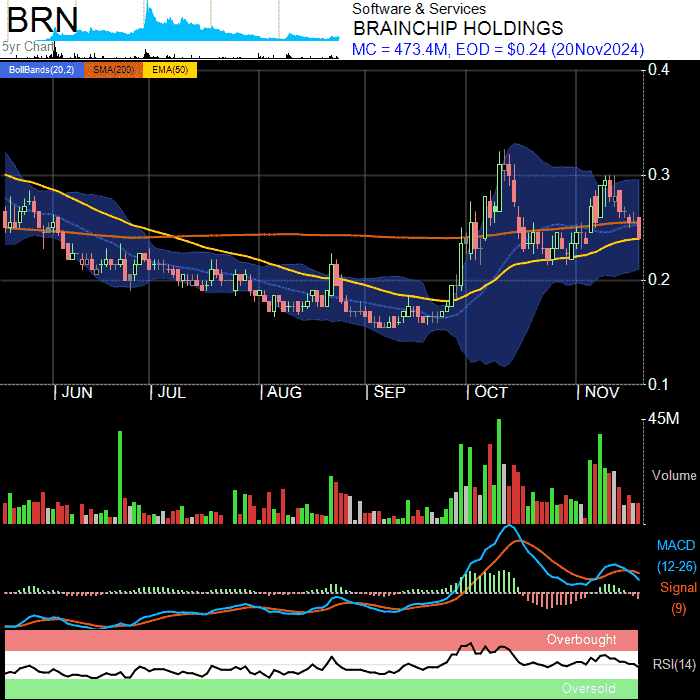 BRN
5yr Chart
Software & Services
BRAINCHIP HOLDINGS
MC = 473.4M, EOD = $0.24 (20Nov2024)
BollBands(20,2) SMA(200) EMA(50)
0.4
0.3
0.2
0.1
JUN JUL AUG SEP OCT NOV
45M
Volume
MACD
(12-26)
Signal
(9)
Overbought
RSI(14)
Oversold